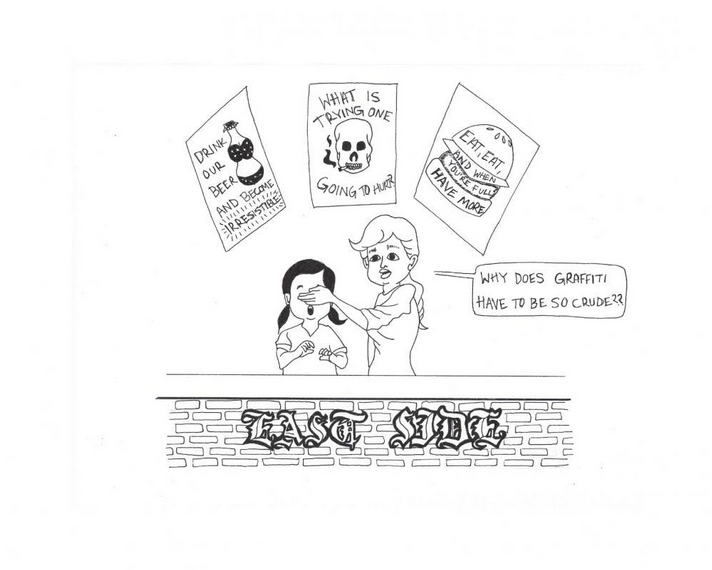 DRINK
OUR
BEER
AND BECOME
IRRESISTIBLE
WHAT IS
TRYING ONE
GOING TO HURT?
EAT, EAT,
AND WHEN
YOU'RE FULL
HAVE MORE
WHY DOES GRAFFITI
HAVE TO BE SO CRUDE??
EAST SIDE